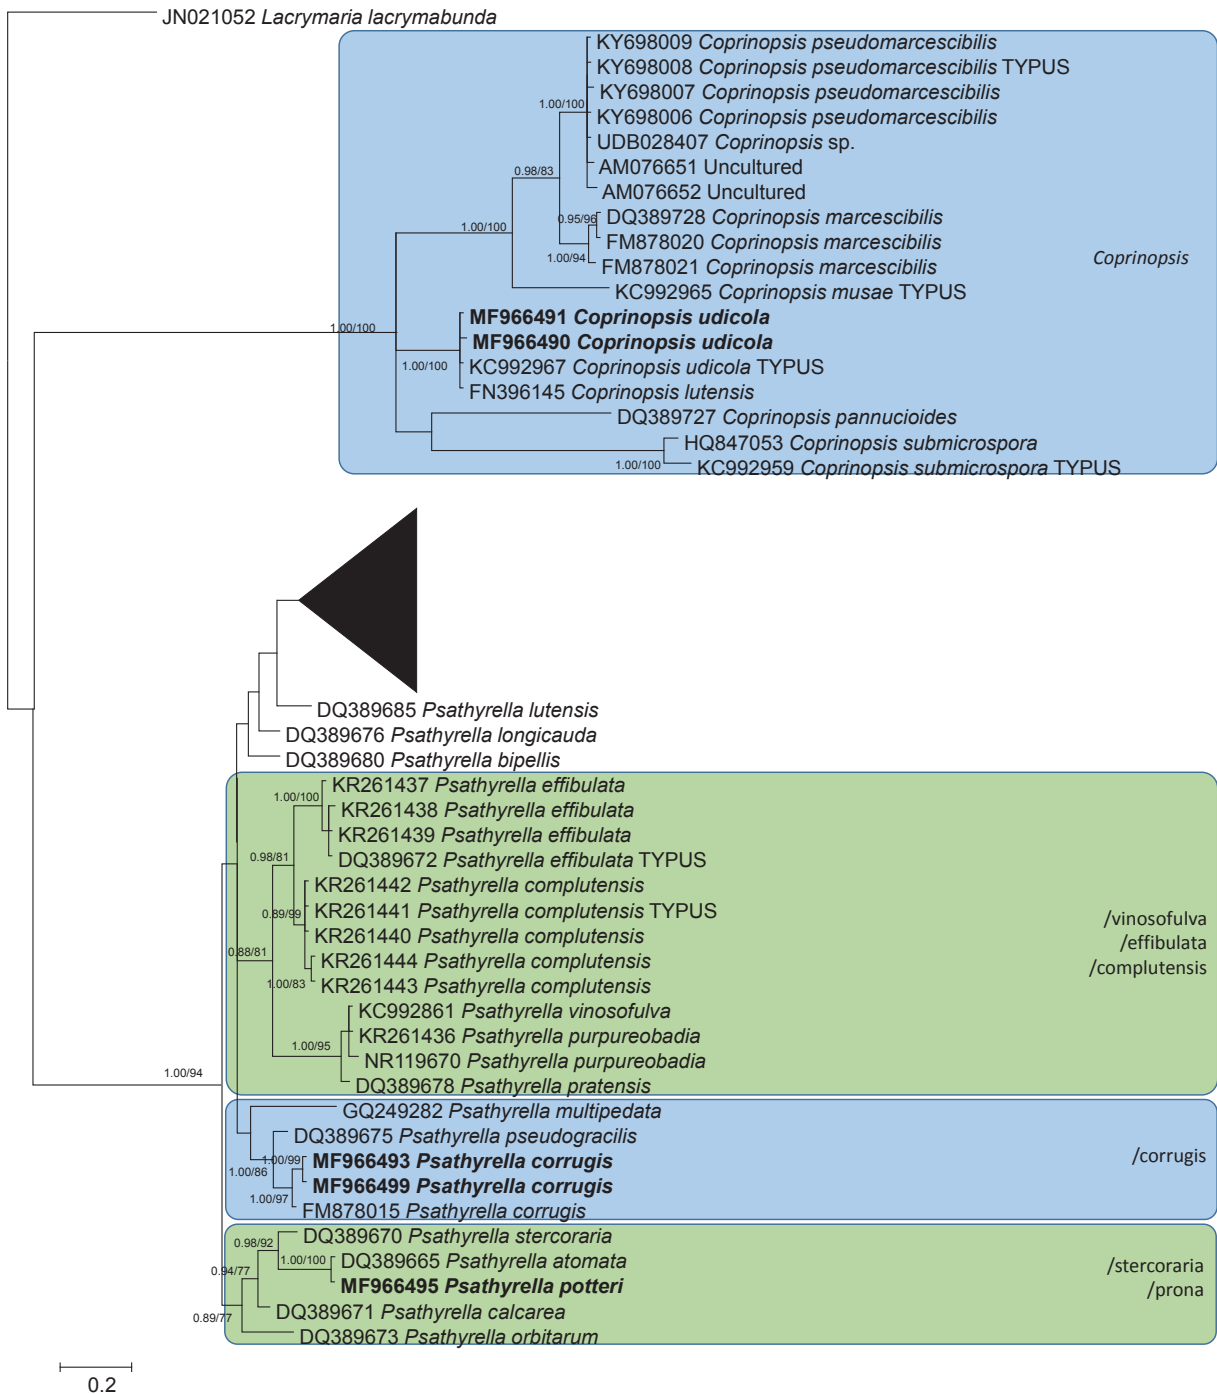 JN021052 Lacrymaria lacrymabunda
KY698009 Coprinopsis pseudomarcescibilis
KY698008 Coprinopsis pseudomarcescibilis TYPUS
KY698007 Coprinopsis pseudomarcescibilis
1.00/100
KY698006 Coprinopsis pseudomarcescibilis
UDB028407 Coprinopsis sp.
AM076651 Uncultured
0.98/83
AM076652 Uncultured
0.95/96
DQ389728 Coprinopsis marcescibilis
1.00/100
FM878020 Coprinopsis marcescibilis
1.00/94
FM878021 Coprinopsis marcescibilis
Coprinopsis
KC992965 Coprinopsis musae TYPUS
MF966491 Coprinopsis udicola
1.00/100
MF966490 Coprinopsis udicola
1.00/100
KC992967 Coprinopsis udicola TYPUS
FN396145 Coprinopsis lutensis
DQ389727 Coprinopsis pannucioides
HQ847053 Coprinopsis submicrospora
1.00/100
KC992959 Coprinopsis submicrospora TYPUS
DQ389685 Psathyrella lutensis
DQ389676 Psathyrella longicauda
DQ389680 Psathyrella bipellis
KR261437 Psathyrella effibulata
1.00/100
KR261438 Psathyrella effibulata
KR261439 Psathyrella effibulata
0.98/81
DQ389672 Psathyrella effibulata TYPUS
KR261442 Psathyrella complutensis
0.89/99
KR261441 Psathyrella complutensis TYPUS
KR261440 Psathyrella complutensis
0.88/81
KR261444 Psathyrella complutensis
1.00/83
KR261443 Psathyrella complutensis
/vinosofulva
/effibulata
/complutensis
KC992861 Psathyrella vinosofulva
KR261436 Psathyrella purpureobadia
1.00/95
NR119670 Psathyrella purpureobadia
1.00/94
DQ389678 Psathyrella pratensis
GQ249282 Psathyrella multipedata
DQ389675 Psathyrella pseudogracilis
1.00/99
MF966493 Psathyrella corrugis
/corrugis
1.00/86
MF966499 Psathyrella corrugis
1.00/97
FM878015 Psathyrella corrugis
DQ389670 Psathyrella stercoraria
0.98/92
1.00/100
DQ389665 Psathyrella atomata
/stercoraria
/prona
0.94/77
MF966495 Psathyrella potteri
DQ389671 Psathyrella calcarea
0.89/77
DQ389673 Psathyrella orbitarum
0.2